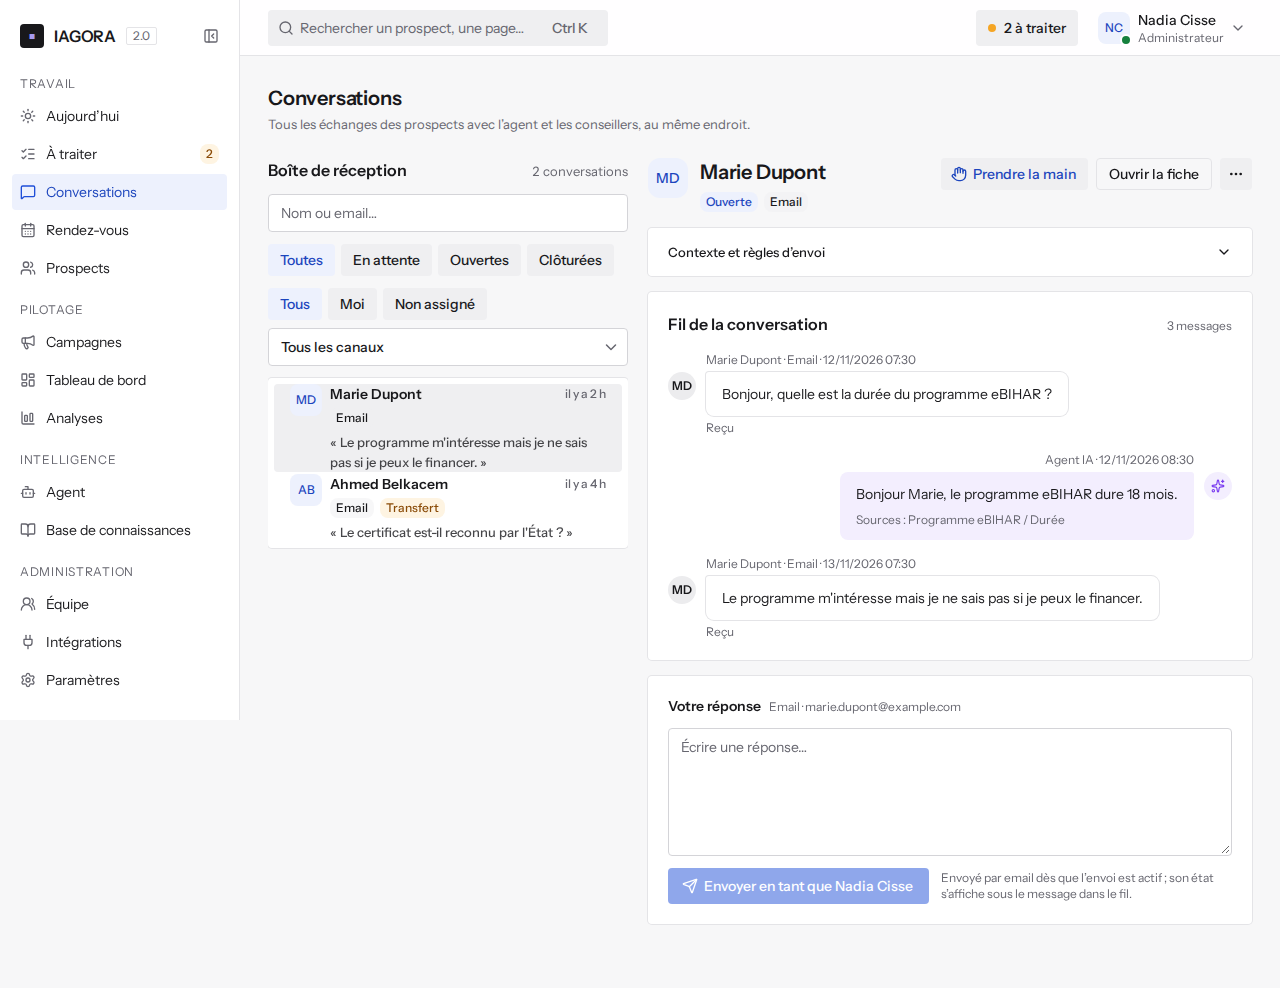 IAGORA 2.0
TRAVAIL
Aujourd'hui
À traiter 2
Conversations
Rendez-vous
Prospects
PILOTAGE
Campagnes
Tableau de bord
Analyses
INTELLIGENCE
Agent
Base de connaissances
ADMINISTRATION
Équipe
Intégrations
Paramètres
Rechercher un prospect, une page... Ctrl K
2 à traiter
NC
Nadia Cisse
Administrateur
Conversations
Tous les échanges des prospects avec l'agent et les conseillers, au même endroit.
Boîte de réception 2 conversations
Nom ou email...
Toutes En attente Ouvertes Clôturées
Tous Moi Non assigné
Tous les canaux
MD Marie Dupont il y a 2 h
Email
« Le programme m'intéresse mais je ne sais
pas si je peux le financer. »
AB Ahmed Belkacem il y a 4 h
Email Transfert
« Le certificat est-il reconnu par l'État ? »
MD Marie Dupont
Ouverte Email
Prendre la main Ouvrir la fiche ...
Contexte et règles d'envoi
Fil de la conversation 3 messages
Marie Dupont · Email · 12/11/2026 07:30
MD Bonjour, quelle est la durée du programme eBIHAR ?
Reçu
Agent IA · 12/11/2026 08:30
Bonjour Marie, le programme eBIHAR dure 18 mois.
Sources : Programme eBIHAR / Durée
Marie Dupont · Email · 13/11/2026 07:30
MD Le programme m'intéresse mais je ne sais pas si je peux le financer.
Reçu
Votre réponse Email · marie.dupont@example.com
Écrire une réponse...
Envoyer en tant que Nadia Cisse
Envoyé par email dès que l'envoi est actif ; son état
s'affiche sous le message dans le fil.